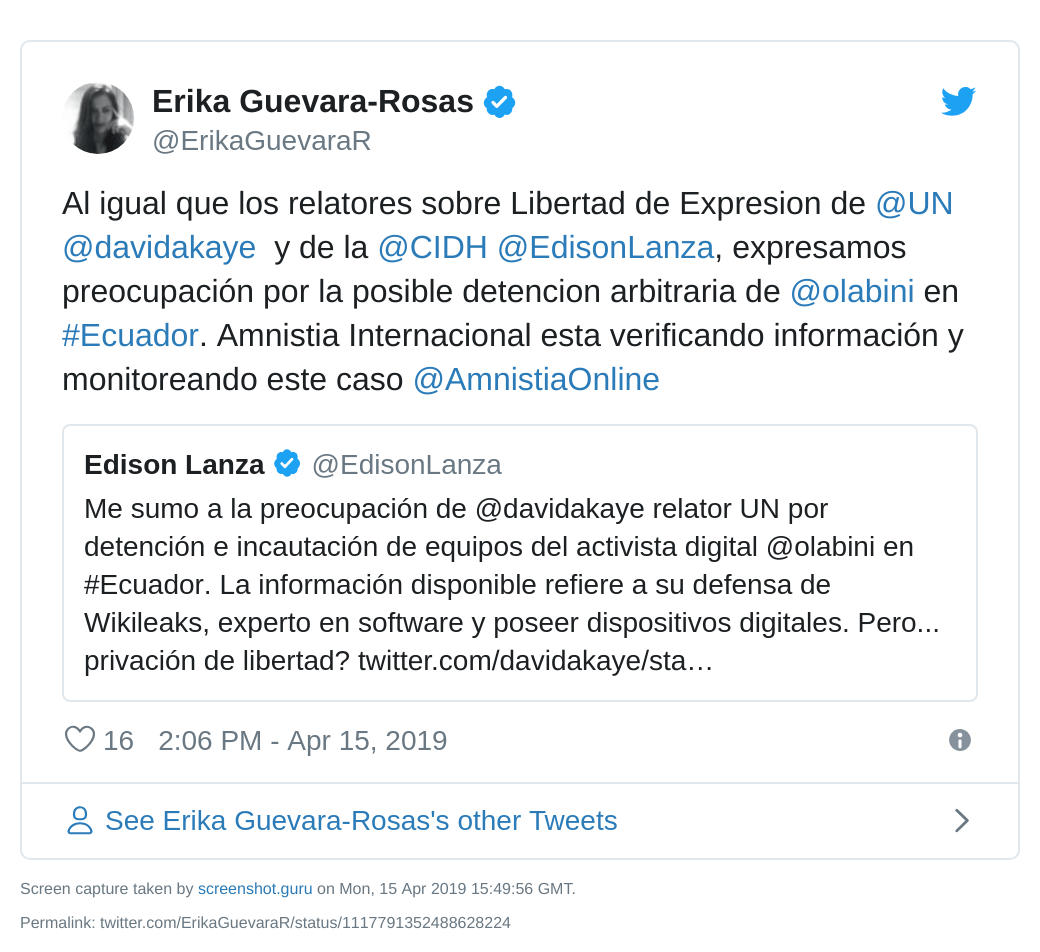 Erika Guevara-Rosas
@ErikaGuevaraR
Al igual que los relatores sobre Libertad de Expresion de @UN
@davidakaye  y de la @CIDH @EdisonLanza, expresamos
preocupación por la posible detencion arbitraria de @olabini en
#Ecuador. Amnistia Internacional esta verificando información y
monitoreando este caso @AmnistiaOnline
Edison Lanza @EdisonLanza
Me sumo a la preocupación de @davidakaye relator UN por
detención e incautación de equipos del activista digital @olabini en
#Ecuador. La información disponible refiere a su defensa de
Wikileaks, experto en software y poseer dispositivos digitales. Pero...
privación de libertad? twitter.com/davidakaye/sta…
16 2:06 PM - Apr 15, 2019
See Erika Guevara-Rosas's other Tweets
Screen capture taken by screenshot.guru on Mon, 15 Apr 2019 15:49:56 GMT.
Permalink: twitter.com/ErikaGuevaraR/status/1117791352488628224